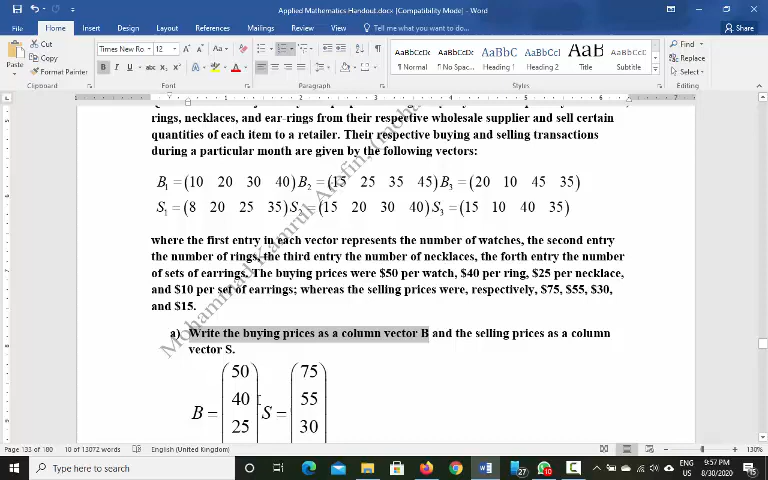 Applied Mathematics Handout.docx [Compatibility Mode] - Word
File Home Insert Design Layout References Mailings Review View Tell me what you want to do... Share
Paste Cut Copy Format Painter Clipboard
Times New Ro 12 Font
Paragraph
AaBbCcDc AaBbCcDc AaBbC AaBbCcI AaB AaBbCcC
¶ Normal ¶ No Spac... Heading 1 Heading 2 Title Subtitle
Styles
Find Replace Select Editing
rings, necklaces, and ear-rings from their respective wholesale supplier and sell certain
quantities of each item to a retailer. Their respective buying and selling transactions
during a particular month are given by the following vectors:
B1 = (10 20 30 40) B2 = (15 25 35 45) B3 = (20 10 45 35)
S1 = (8 20 25 35) S2 = (15 20 30 40) S3 = (15 10 40 35)
where the first entry in each vector represents the number of watches, the second entry
the number of rings, the third entry the number of necklaces, the forth entry the number
of sets of earrings. The buying prices were $50 per watch, $40 per ring, $25 per necklace,
and $10 per set of earrings; whereas the selling prices were, respectively, $75, $55, $30,
and $15.
a) Write the buying prices as a column vector B and the selling prices as a column
vector S.
50 75
B = 40 S = 55
25 30
Mohammad Kamrul Arefin
Page 133 of 180 10 of 13072 words English (United Kingdom) 130%
Type here to search
27 10 ENG US 9:57 PM 8/30/2020 15